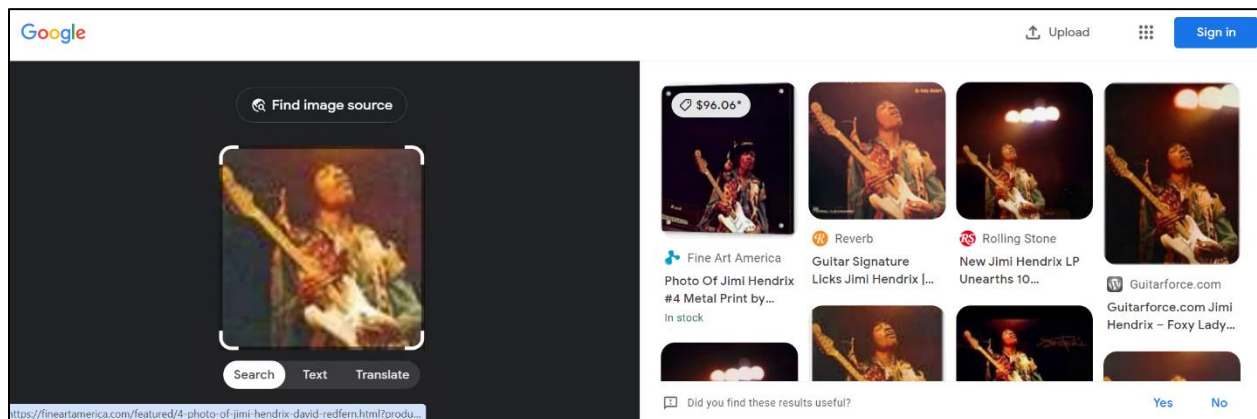 Google
Upload
Sign in
Find image source
Search Text Translate
$96.06*
Fine Art America
Photo Of Jimi Hendrix
#4 Metal Print by...
In stock
Reverb
Guitar Signature
Licks Jimi Hendrix |...
RS Rolling Stone
New Jimi Hendrix LP
Unearths 10...
Guitarforce.com
Guitarforce.com Jimi
Hendrix – Foxy Lady...
Did you find these results useful?
Yes No
https://fineartamerica.com/featured/4-photo-of-jimi-hendrix-david-redfern.html?produ...